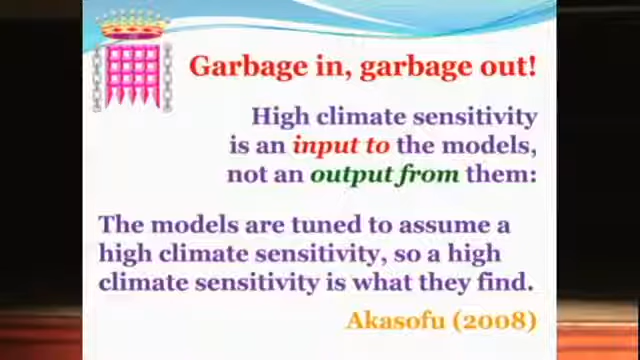 Garbage in, garbage out!
High climate sensitivity
is an input to the models,
not an output from them:
The models are tuned to assume a
high climate sensitivity, so a high
climate sensitivity is what they find.
Akasofu (2008)